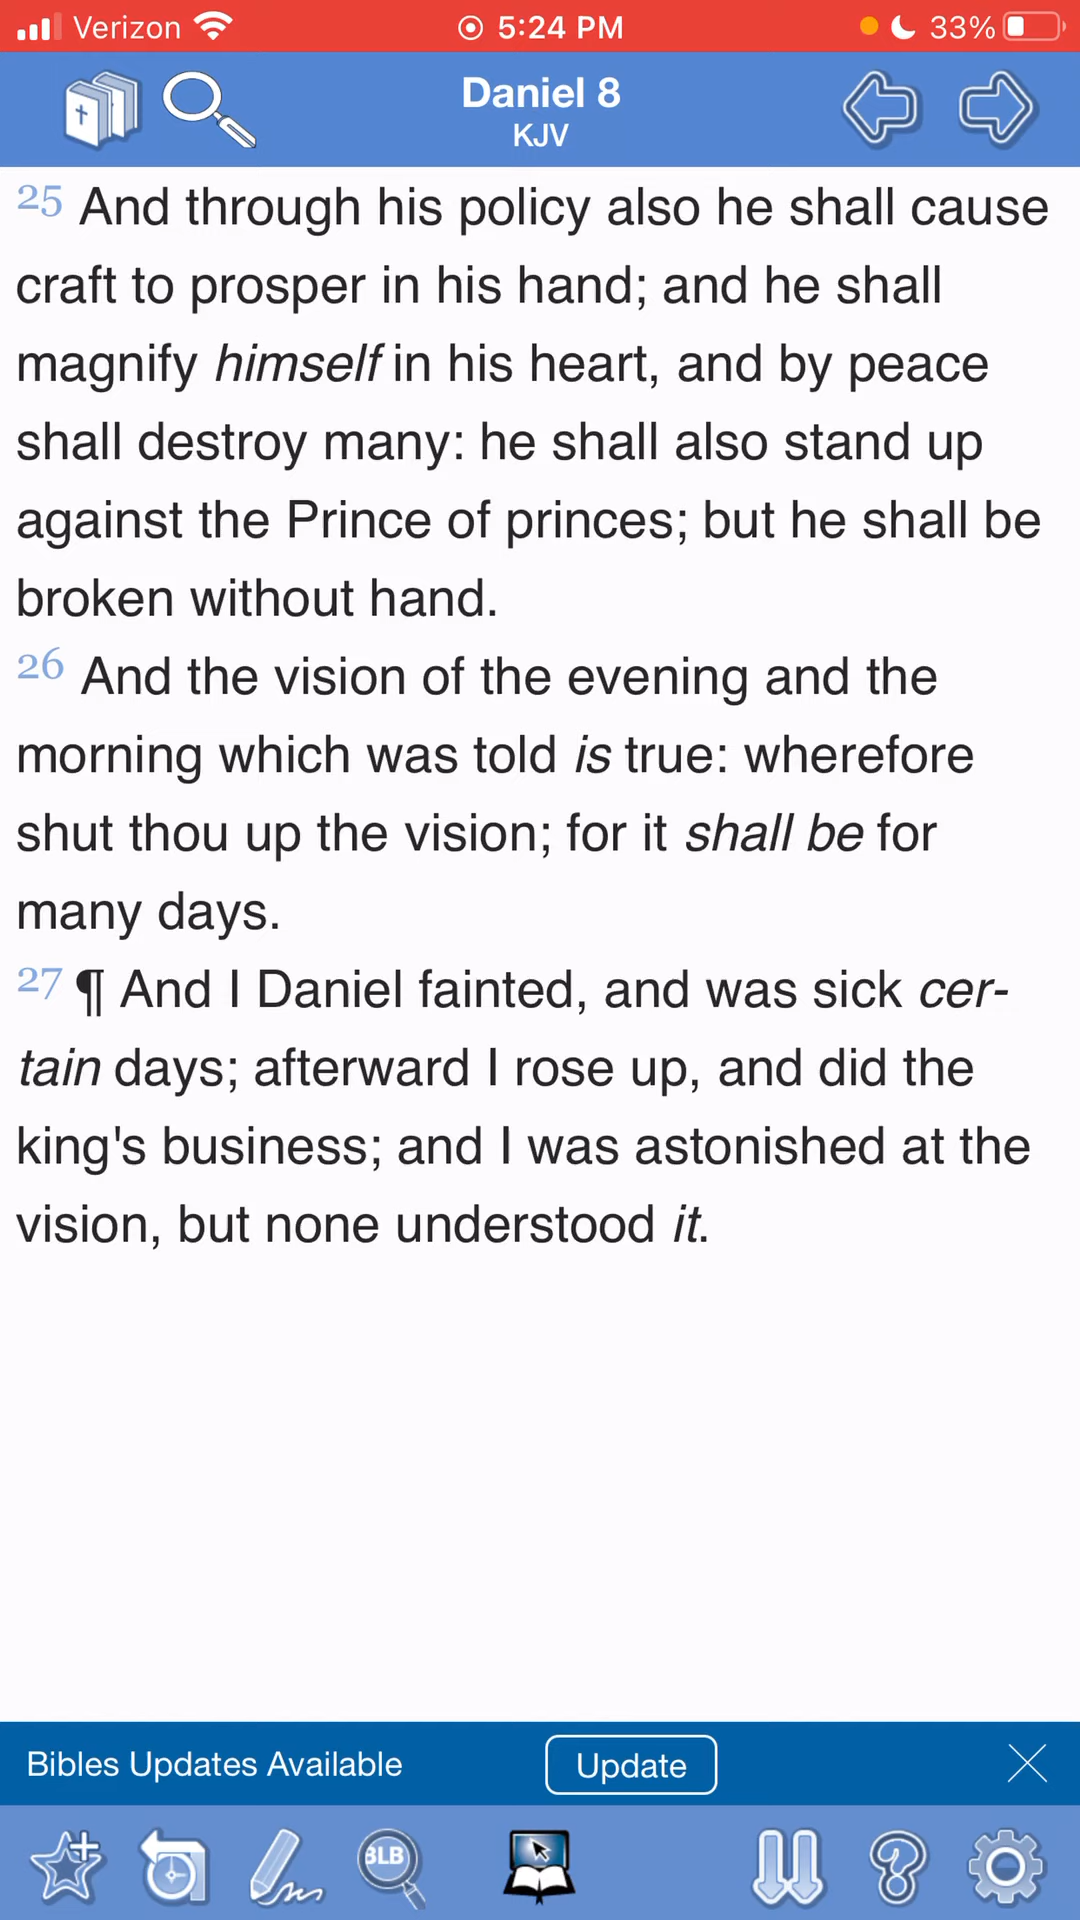 Verizon 5:24 PM 33%
Daniel 8
KJV
25 And through his policy also he shall cause
craft to prosper in his hand; and he shall
magnify himself in his heart, and by peace
shall destroy many: he shall also stand up
against the Prince of princes; but he shall be
broken without hand.
26 And the vision of the evening and the
morning which was told is true: wherefore
shut thou up the vision; for it shall be for
many days.
27 ¶ And I Daniel fainted, and was sick cer-
tain days; afterward I rose up, and did the
king's business; and I was astonished at the
vision, but none understood it.
Bibles Updates Available Update
BLB